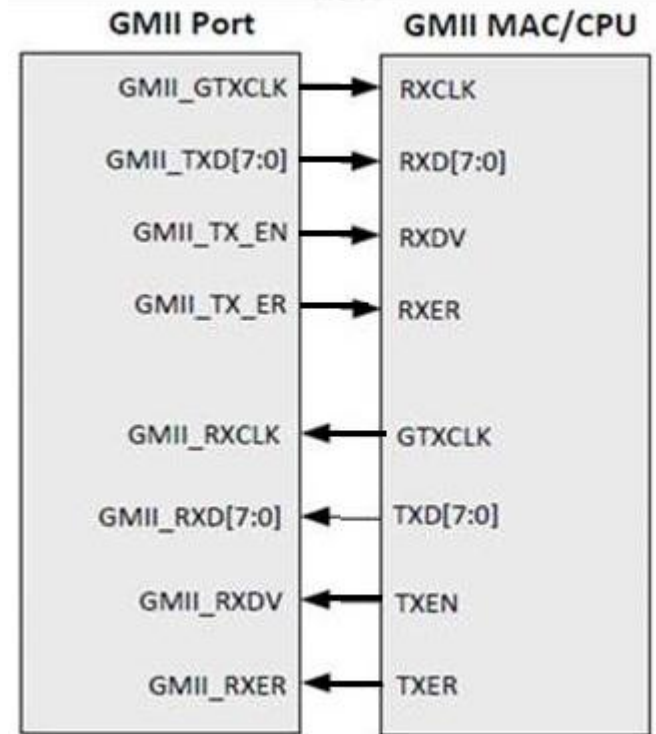 GMII Port GMII MAC/CPU
GMII_GTXCLK RXCLK
GMII_TXD[7:0] RXD[7:0]
GMII_TX_EN RXDV
GMII_TX_ER RXER
GMII_RXCLK GTXCLK
GMII_RXD[7:0] TXD[7:0]
GMII_RXDV TXEN
GMII_RXER TXER